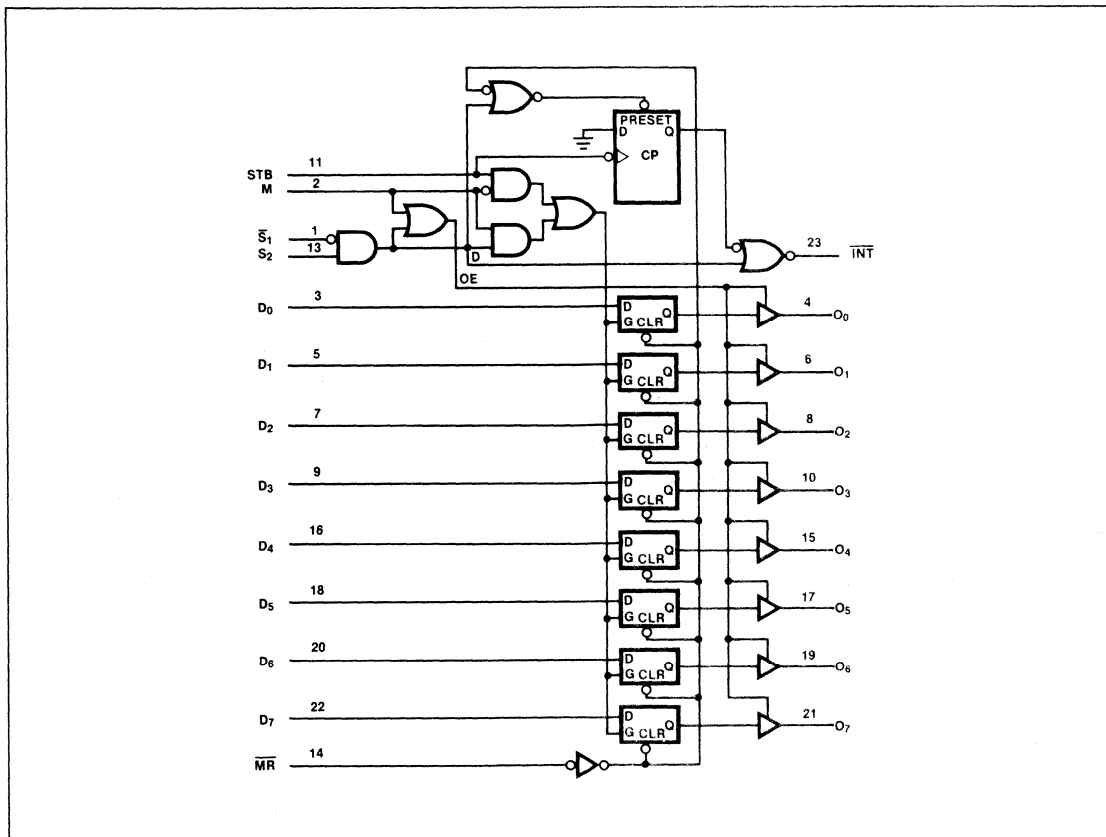 PRESET
D Q
CP
STB 11
M 2
S̅₁ 1
S₂ 13
D
OE
23 I̅N̅T̅
D₀ 3
D Q
G CLR
4 O₀
D₁ 5
D Q
G CLR
6 O₁
D₂ 7
D Q
G CLR
8 O₂
D₃ 9
D Q
G CLR
10 O₃
D₄ 16
D Q
G CLR
15 O₄
D₅ 18
D Q
G CLR
17 O₅
D₆ 20
D Q
G CLR
19 O₆
D₇ 22
D Q
G CLR
21 O₇
M̅R̅ 14